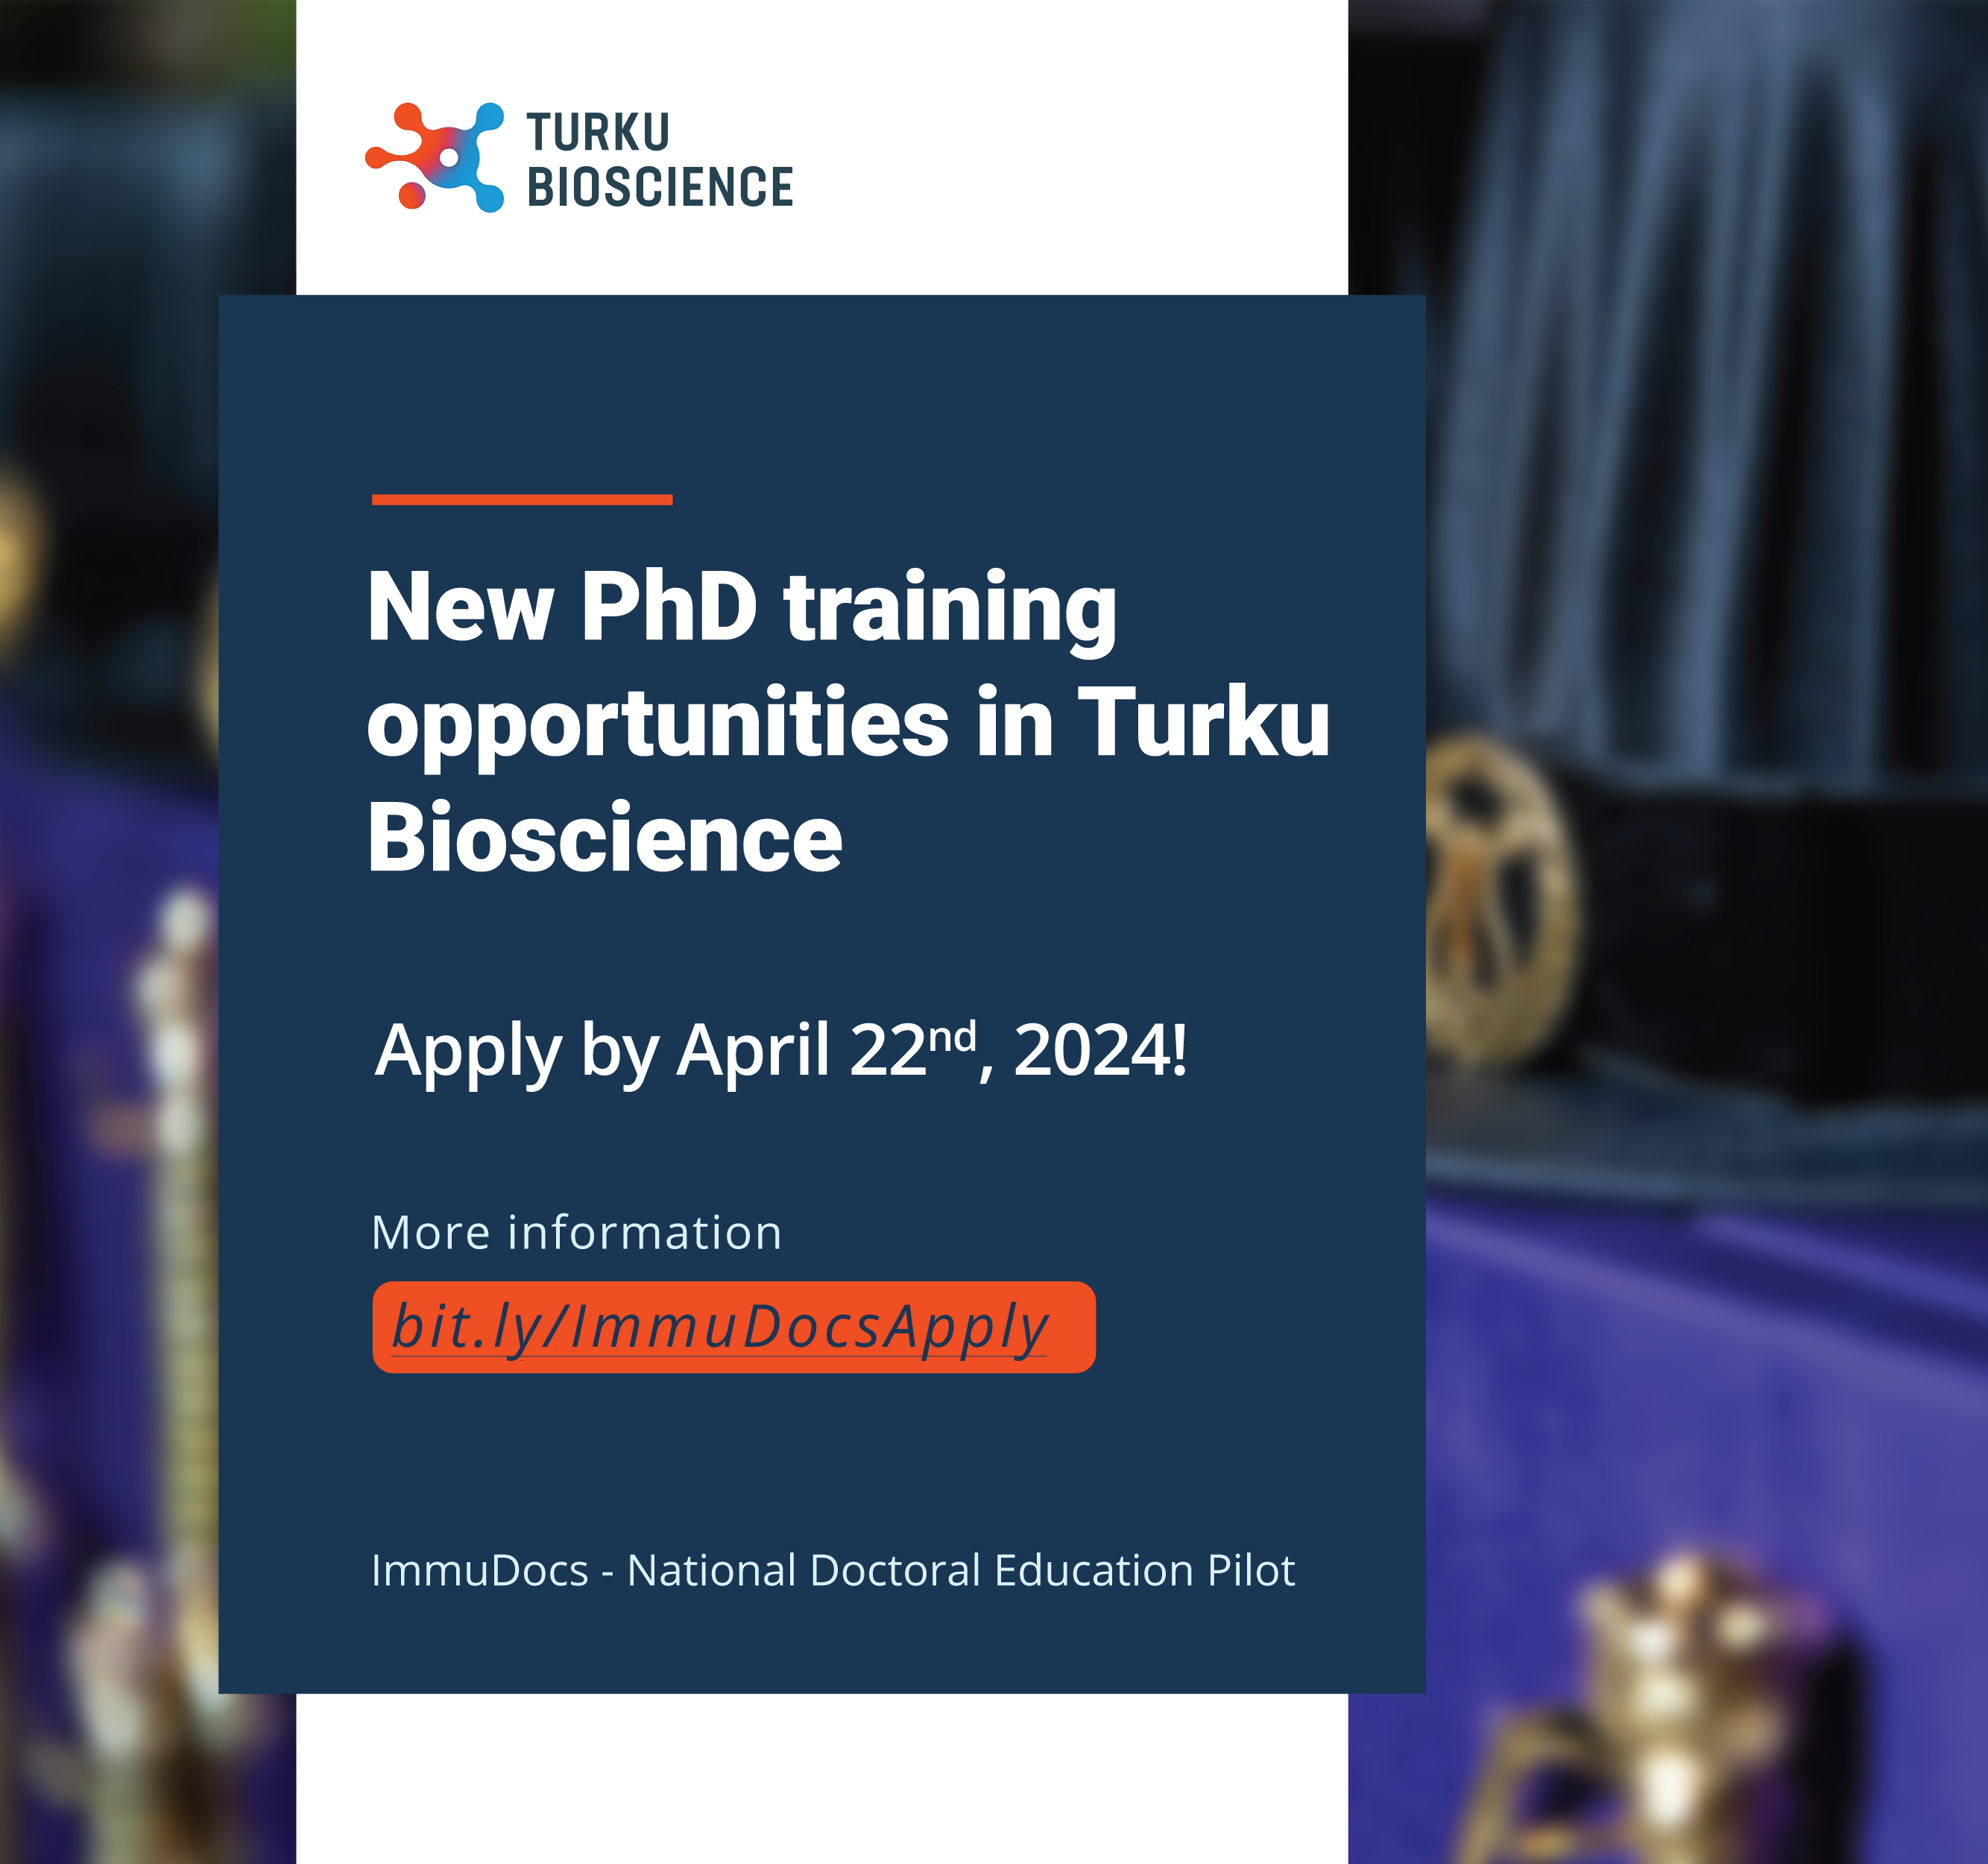 TURKU
BIOSCIENCE
New PhD training
opportunities in Turku
Bioscience
Apply by April 22nd, 2024!
More information
bit.ly/ImmuDocsApply
ImmuDocs - National Doctoral Education Pilot